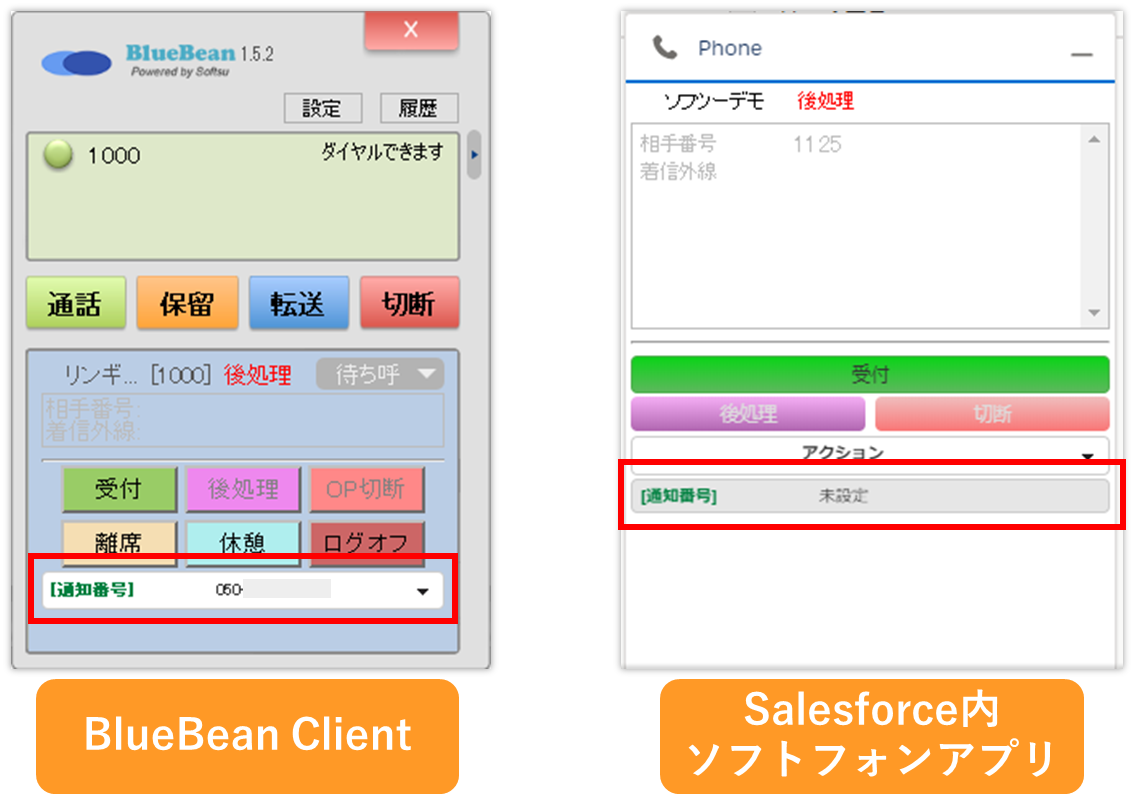 X
BlueBean 1.5.2
Powered by Softsu
設定 履歴
1000 ダイヤルできます
通話 保留 転送 切断
リンギ... [1000] 後処理 待ち呼
相手番号:
着信外線:
受付 後処理 OP切断
離席 休憩 ログオフ
[通知番号] 050-
BlueBean Client
Phone
ソフツーデモ 後処理
相手番号 1125
着信外線
受付
後処理 切断
アクション
[通知番号] 未設定
Salesforce内
ソフトフォンアプリ